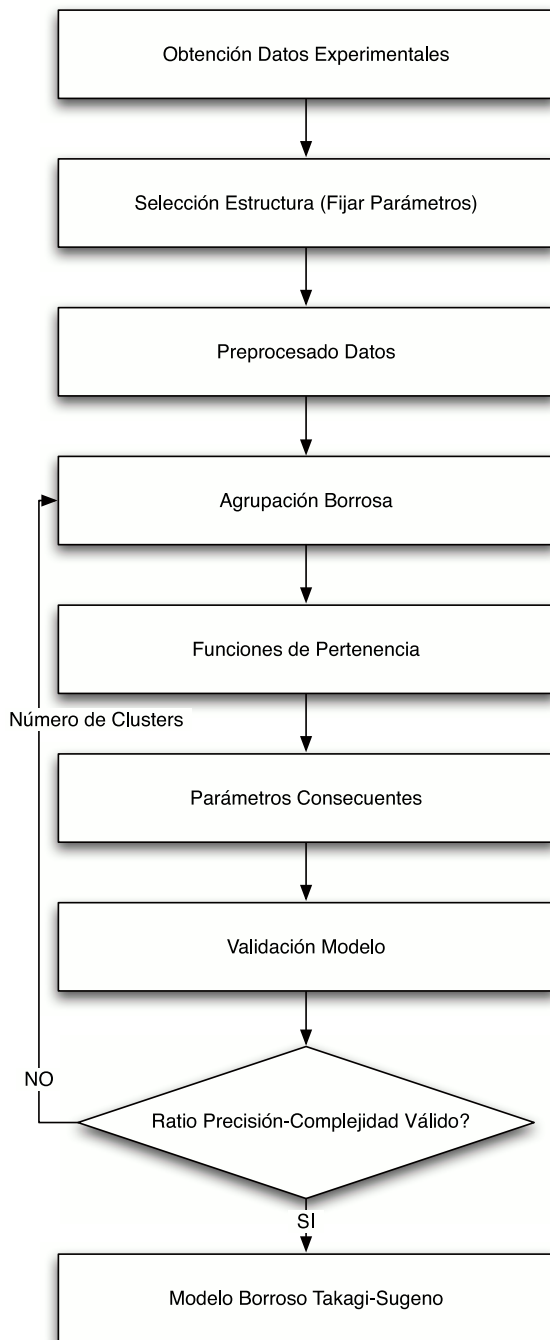 Obtención Datos Experimentales
Selección Estructura (Fijar Parámetros)
Preprocesado Datos
Agrupación Borrosa
Funciones de Pertenencia
Número de Clusters
Parámetros Consecuentes
Validación Modelo
NO
Ratio Precisión-Complejidad Válido?
SI
Modelo Borroso Takagi-Sugeno